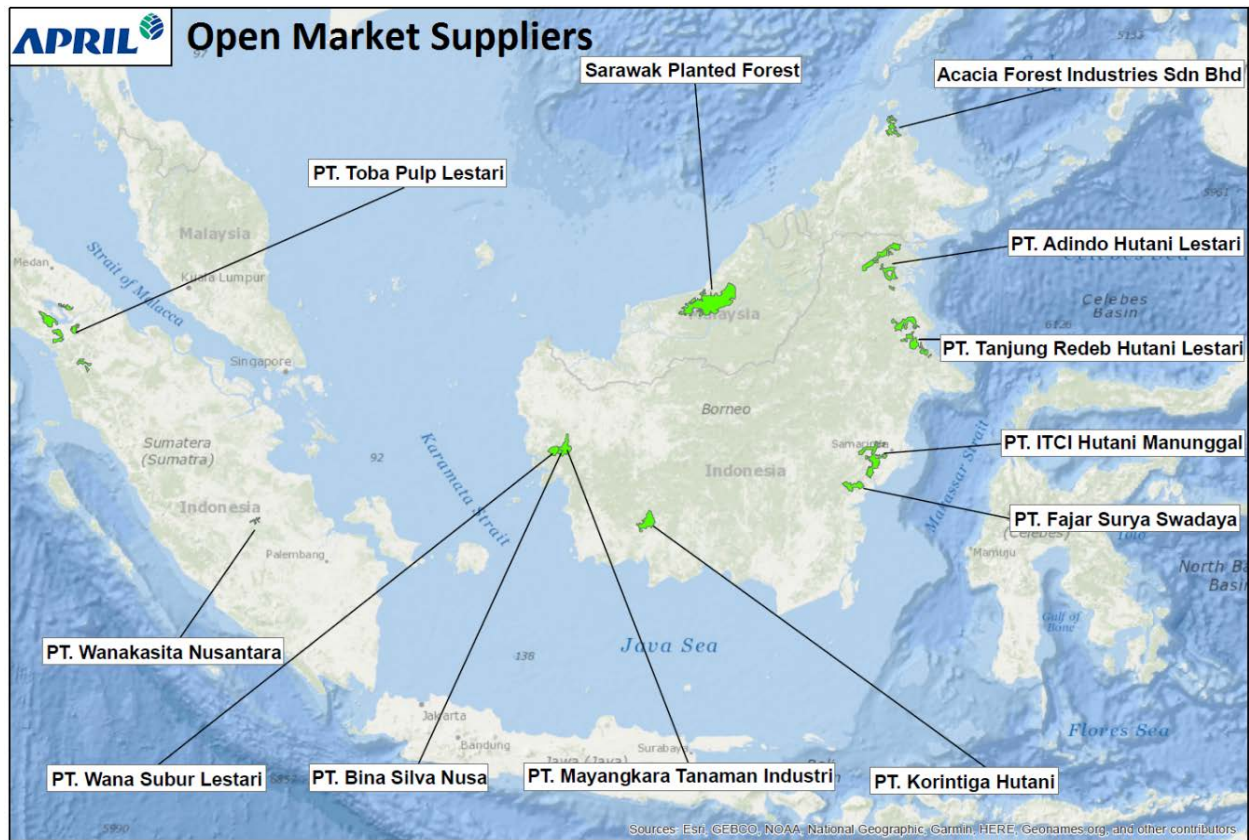 APRIL
Open Market Suppliers
Sarawak Planted Forest
Acacia Forest Industries Sdn Bhd
PT. Toba Pulp Lestari
PT. Adindo Hutani Lestari
PT. Tanjung Redeb Hutani Lestari
PT. ITCI Hutani Manunggal
PT. Fajar Surya Swadaya
PT. Wanakasita Nusantara
PT. Wana Subur Lestari
PT. Bina Silva Nusa
PT. Mayangkara Tanaman Industri
PT. Korintiga Hutani
Malaysia
Kuala Lumpur
Medan
Strait of Malacca
Singapore
Sumatera
(Sumatra)
Indonesia
Palembang
Karamata Strait
92
Malaysia
Borneo
Indonesia
Samarinda
Celebes Sea
Celebes
Basin
6126
5961
Makassar Strait
(Celebes)
Mamuju
Tolo
Gulf of
Bone
Java Sea
138
Jakarta
Bandung
Jawa (Java)
Surabaya
Flores Sea
5990
Sources: Esri, GEBCO, NOAA, National Geographic, Garmin, HERE, Geonames.org, and other contributors